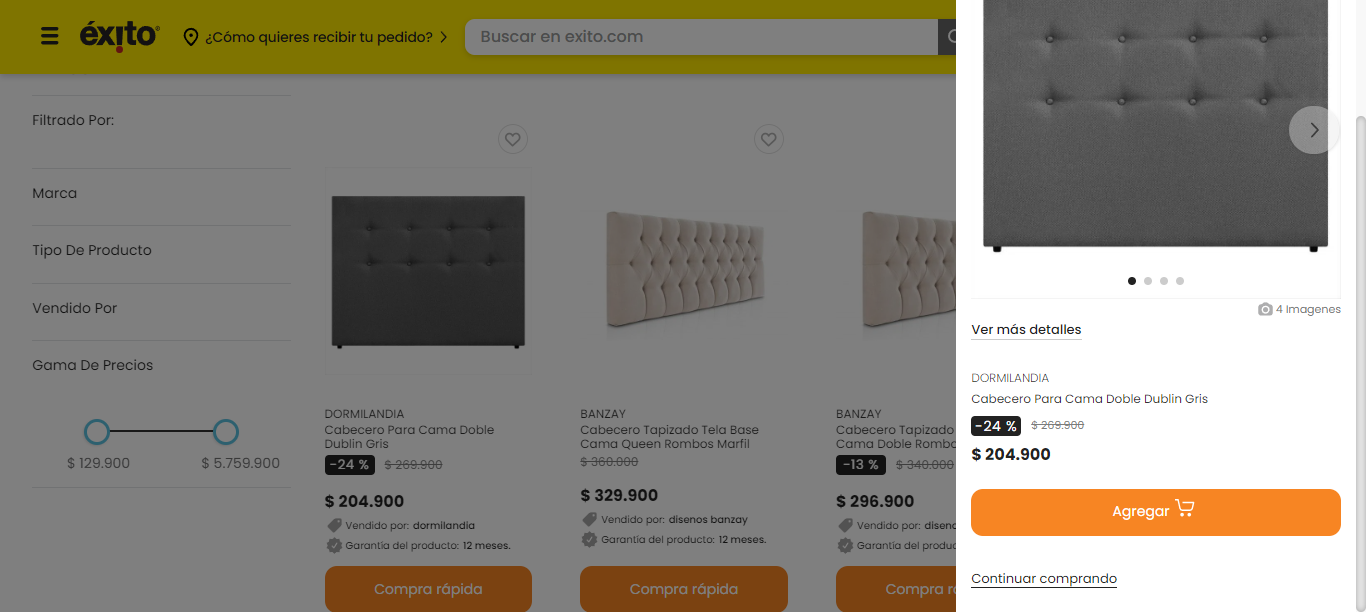 éxito
¿Cómo quieres recibir tu pedido?
Buscar en exito.com
Filtrado Por:
Marca
Tipo De Producto
Vendido Por
Gama De Precios
$ 129.900
$ 5.759.900
DORMILANDIA
Cabecero Para Cama Doble
Dublin Gris
-24 % $ 269.900
$ 204.900
Vendido por: dormilandia
Garantía del producto: 12 meses.
Compra rápida
BANZAY
Cabecero Tapizado Tela Base
Cama Queen Rombos Marfil
$ 360.000
$ 329.900
Vendido por: disenos banzay
Garantía del producto: 12 meses.
Compra rápida
BANZAY
Cabecero Tapizado
Cama Doble Rombo
-13 % $ 340.000
$ 296.900
Vendido por: disen
Garantía del produc
Compra r
4 Imagenes
Ver más detalles
DORMILANDIA
Cabecero Para Cama Doble Dublin Gris
-24 % $ 269.900
$ 204.900
Agregar
Continuar comprando